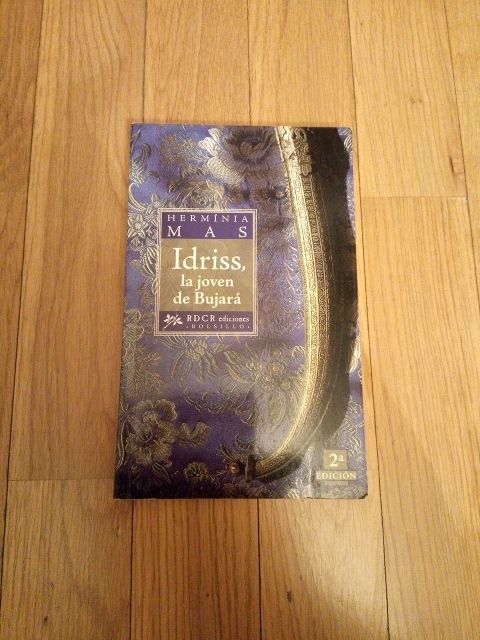 HERMÍNIA
MAS
Idriss,
la joven
de Bujará
RDCR ediciones
«BOLSILLO»
2ª
EDICIÓN